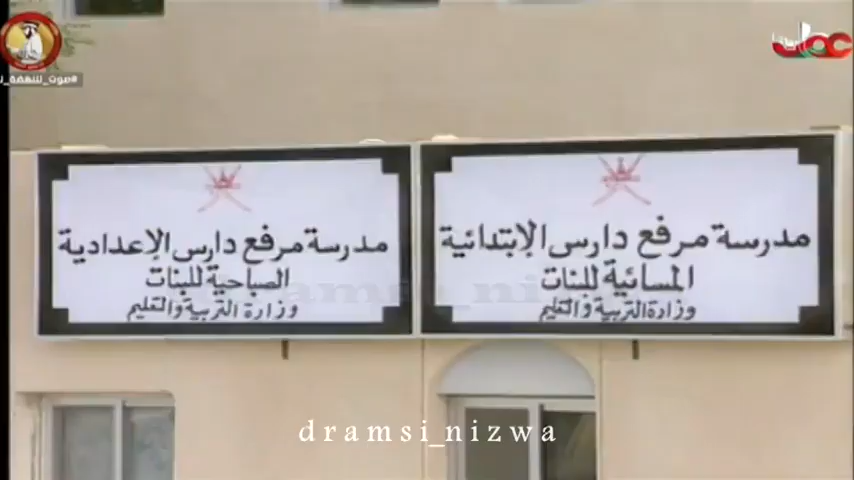 #صوت_للنهضة
مدرسة مرفع دارس الإبتدائية
المسائية للبنات
وزارة التربية والتعليم
مدرسة مرفع دارس الإعدادية
الصباحية للبنات
وزارة التربية والتعليم
dramsi_nizwa